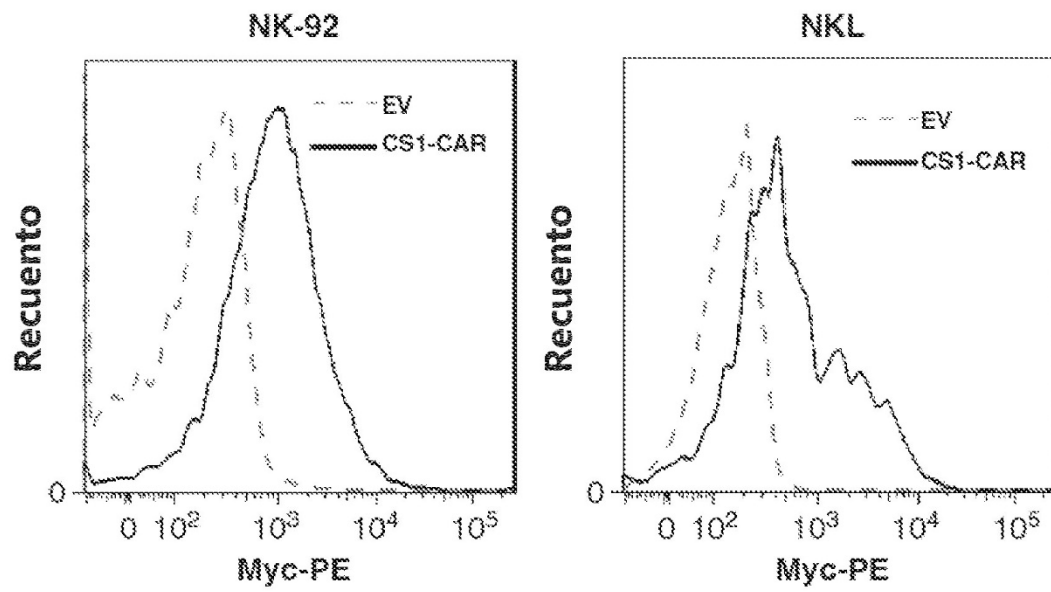 NK-92
EV
CS1-CAR
Recuento
0
0 10² 10³ 10⁴ 10⁵
Myc-PE
NKL
EV
CS1-CAR
Recuento
0
0 10² 10³ 10⁴ 10⁵
Myc-PE